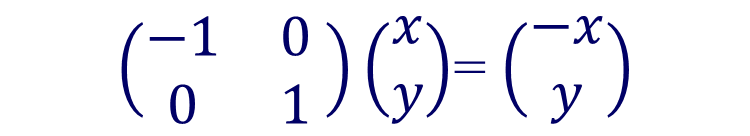 (−1 0
0 1) (x
y) = (−x
y)